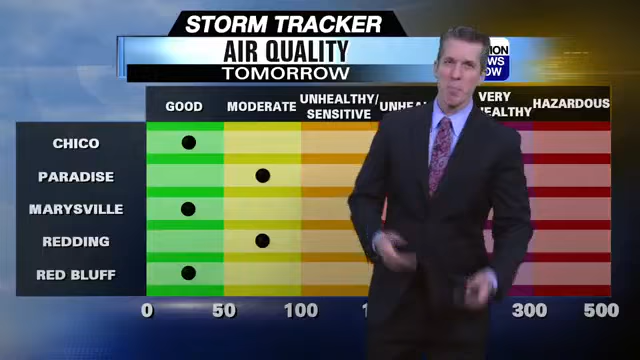 STORM TRACKER
AIR QUALITY
TOMORROW
NOW
GOOD
MODERATE
UNHEALTHY/
SENSITIVE
VERY
HAZARDOUS
CHICO
PARADISE
MARYSVILLE
REDDING
RED BLUFF
0 50 100 300 500